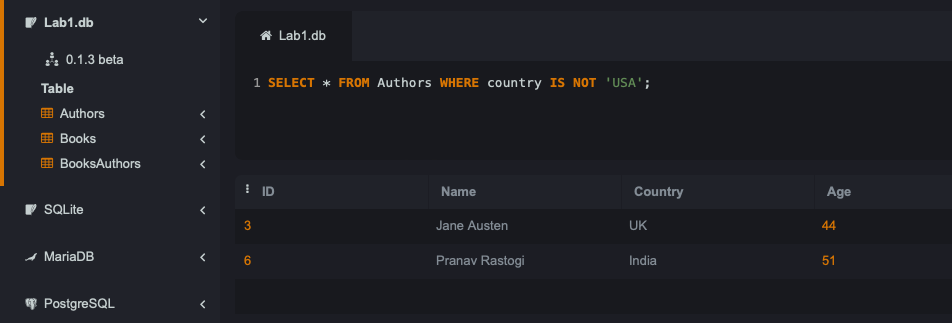 Lab1.db
0.1.3 beta
Table
Authors
Books
BooksAuthors
SQLite
MariaDB
PostgreSQL
Lab1.db
1 SELECT * FROM Authors WHERE country IS NOT 'USA';
ID Name Country Age
3 Jane Austen UK 44
6 Pranav Rastogi India 51